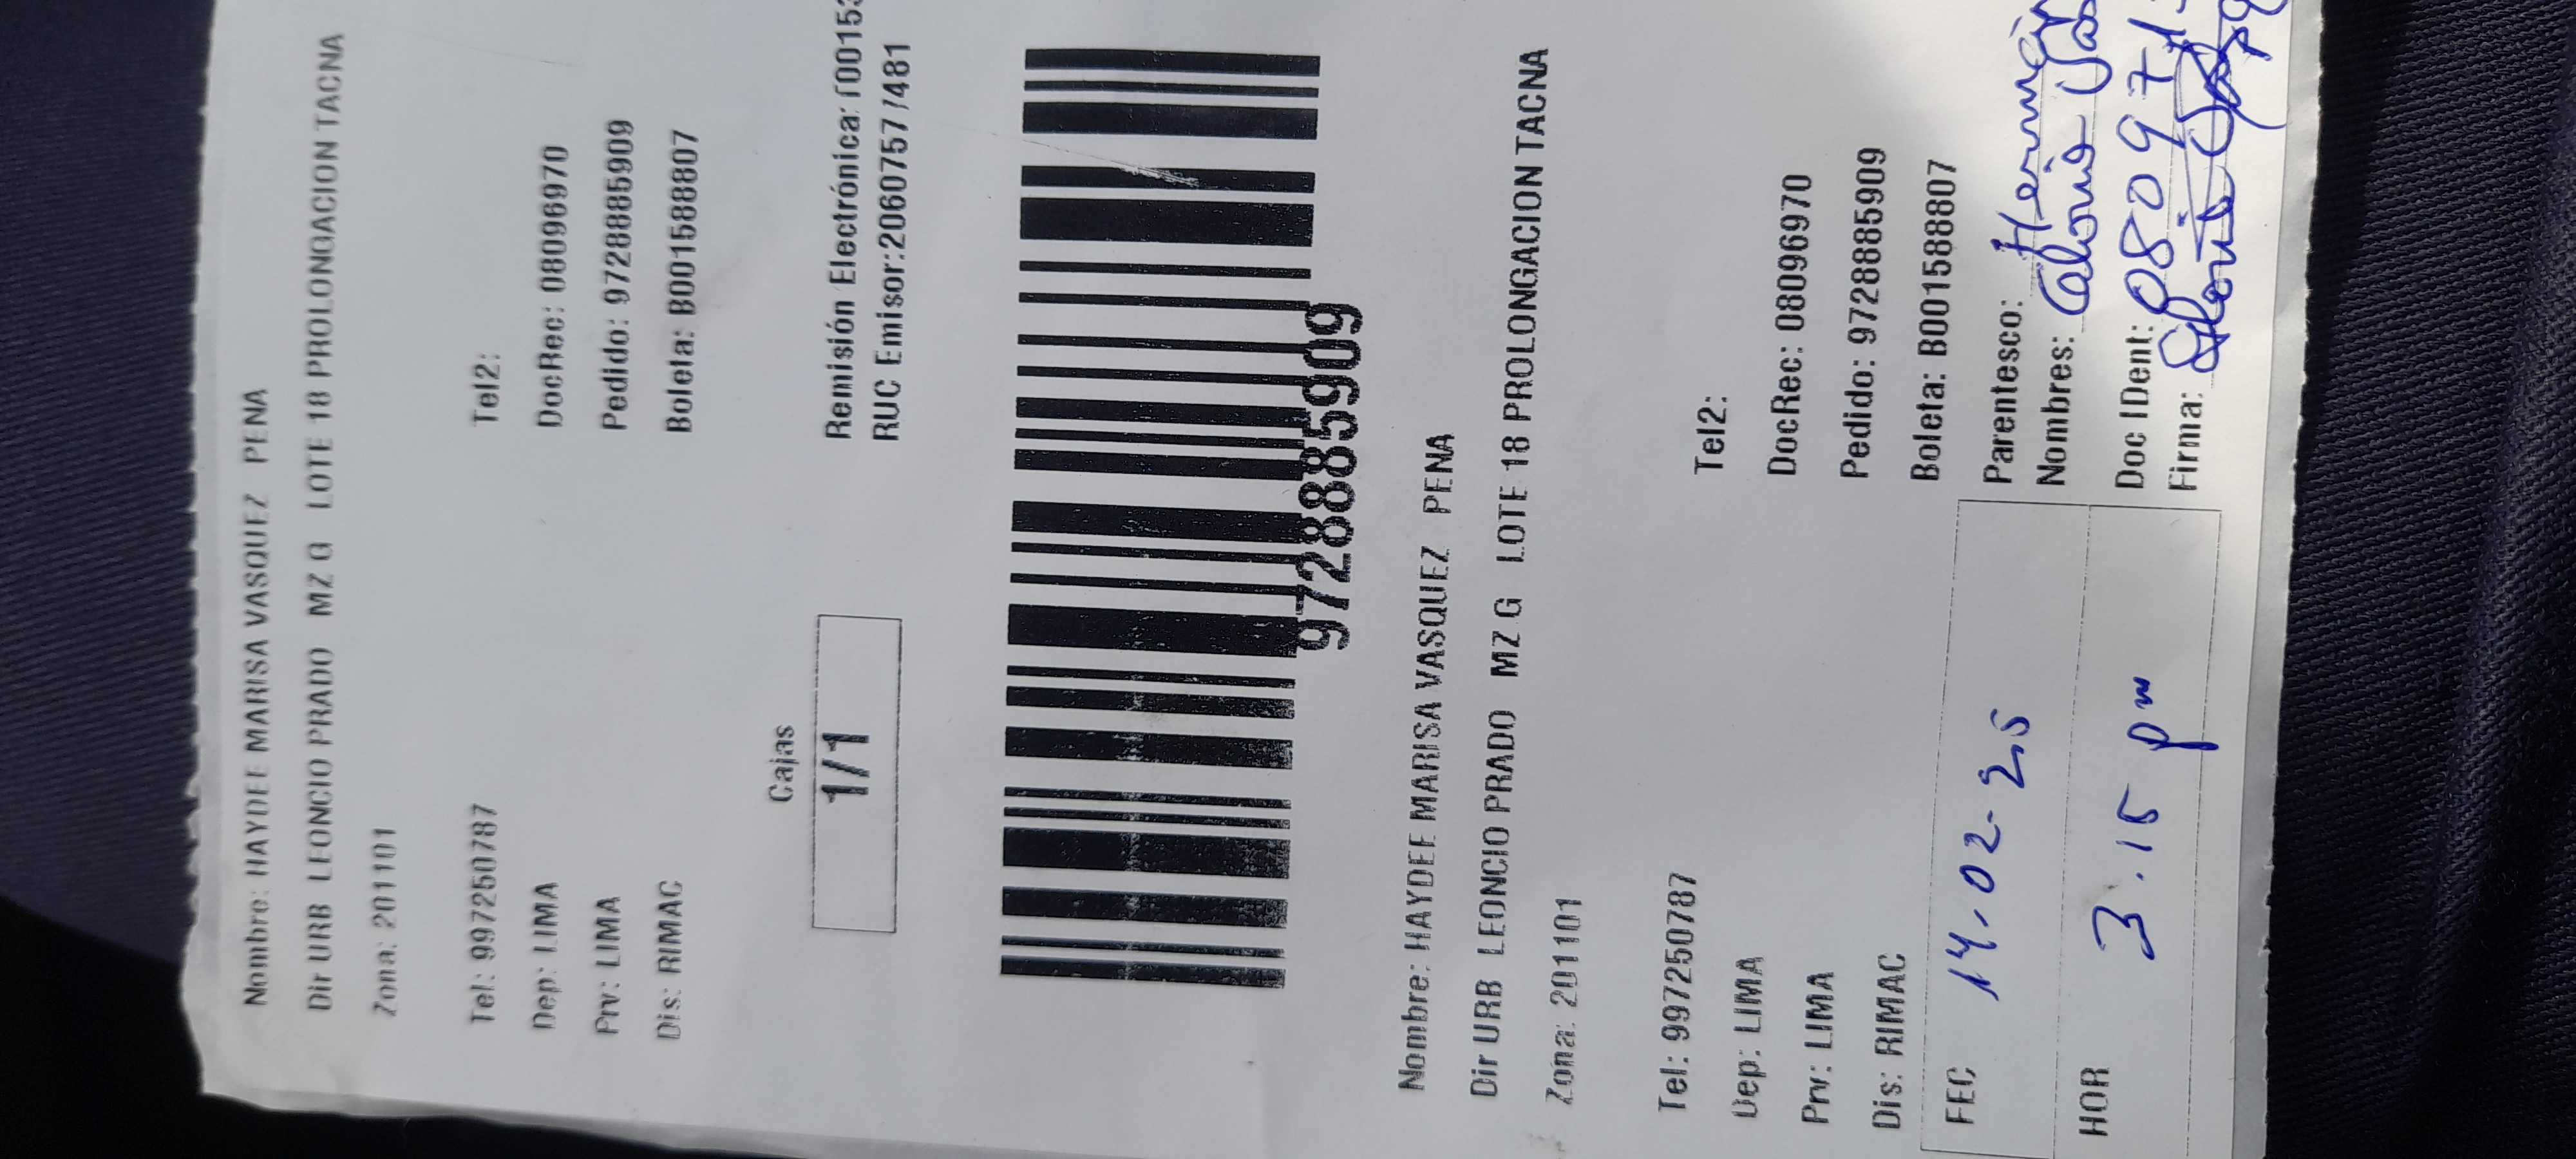 Nombre: HAYDEE MARISA VASQUEZ PENA
Dir URB LEONCIO PRADO MZ G LOTE 18 PROLONGACION TACNA
Zona: 201101
Tel: 997250787 Tel2:
Dep: LIMA DocRec: 08096970
Prv: LIMA Pedido: 972885909
Dis: RIMAC Boleta: B001588807
Cajas
1/1
Remisión Electrónica:
RUC Emisor:20607577481
972885909
Nombre: HAYDEE MARISA VASQUEZ PENA
Dir URB LEONCIO PRADO MZ G LOTE 18 PROLONGACION TACNA
Zona: 201101
Tel: 997250787 Tel2:
Dep: LIMA DocRec: 08096970
Prv: LIMA Pedido: 972885909
Dis: RIMAC Boleta: B001588807
FEC 14.02-25
HOR 3.15 pm
Parentesco:
Nombres:
Doc IDent:
Firma: